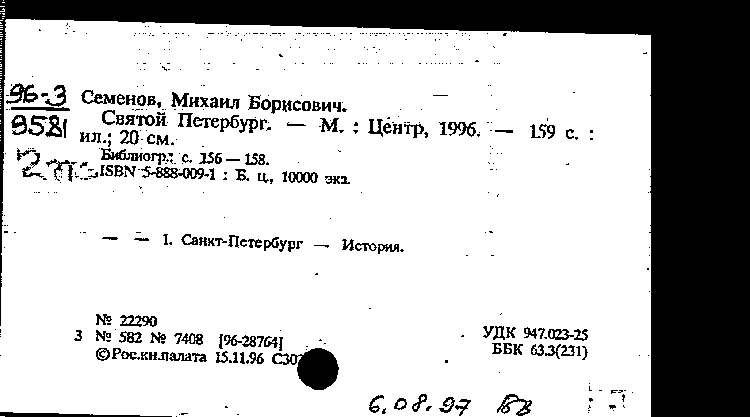 96-3
9581
Семенов, Михаил Борисович.
Святой Петербург. — М. : Центр, 1996. — 159 с. :
ил.; 20 см.
Библиогр.: с. 156 — 158.
ISBN 5-888-009-1 : Б. ц., 10000 экз.
— — 1. Санкт-Петербург — История.
№ 22290
3 № 582 № 7408 [96-28764]
© Рос.кн.палата 15.11.96
УДК 947.023-25
ББК 63.3(231)
6.08.97